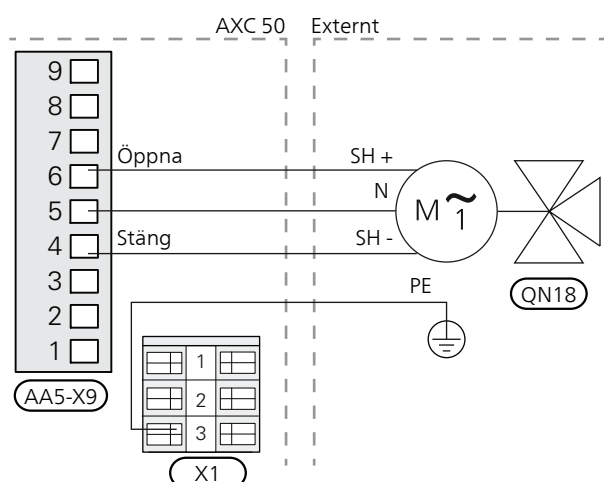 AXC 50 Externt
9
8
7
6 Öppna SH +
5 N
4 Stäng SH -
M ~ 1
3 PE
2 QN18
1
AA5-X9
1
2
3
X1